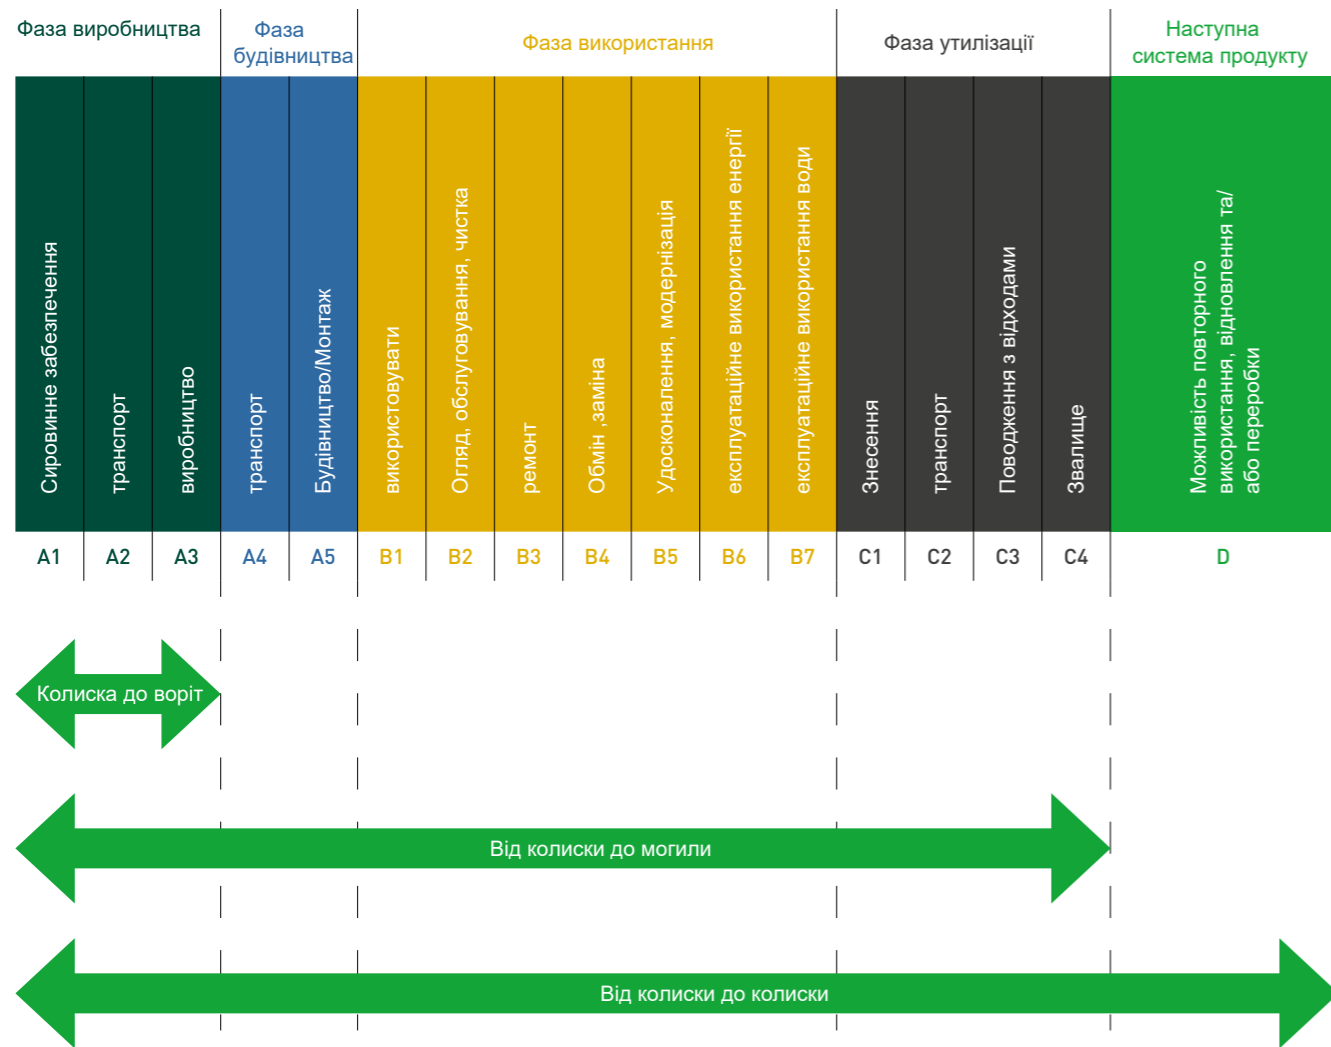 Фаза виробництва
Фаза
будівництва
Фаза використання
Фаза утилізації
Наступна
система продукту
Сировинне забезпечення
транспорт
виробництво
транспорт
Будівництво/Монтаж
використовувати
Огляд, обслуговування, чистка
ремонт
Обмін ,заміна
Удосконалення, модернізація
експлуатаційне використання енергії
експлуатаційне використання води
Знесення
транспорт
Поводження з відходами
Звалище
Можливість повторного
використання, відновлення та/
або переробки
A1
A2
A3
A4
A5
B1
B2
B3
B4
B5
B6
B7
C1
C2
C3
C4
D
Колиска до воріт
Від колиски до могили
Від колиски до колиски